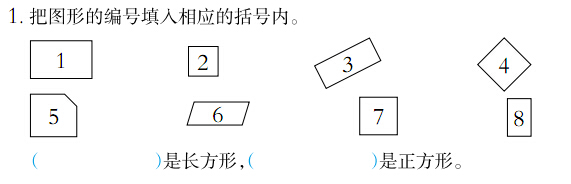 1. 把图形的编号填入相应的括号内。
1 2 3 4
5 6 7 8
(                )是长方形,(                )是正方形。